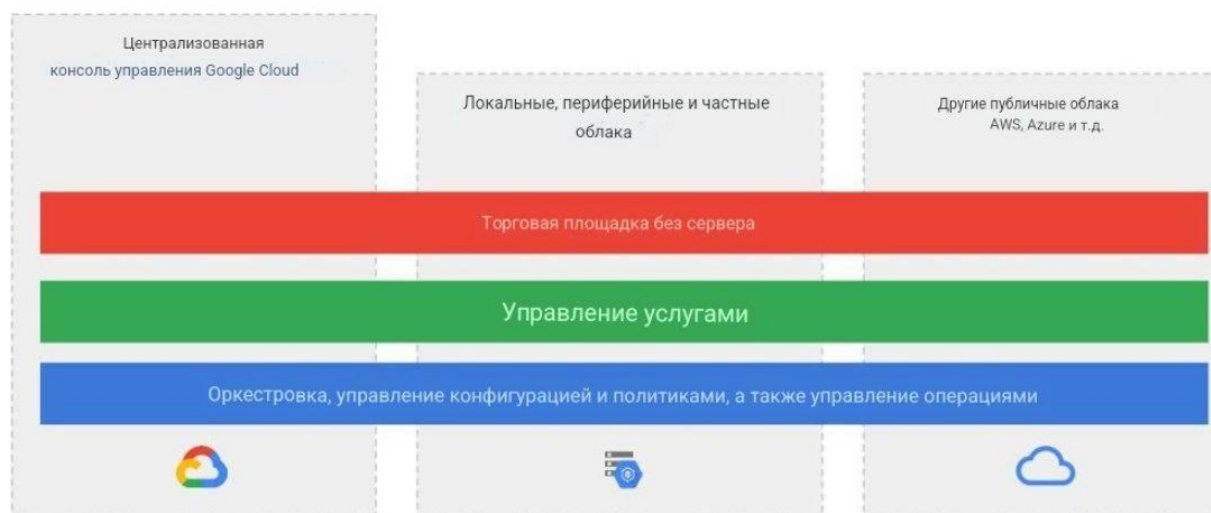 Централизованная
консоль управления Google Cloud
Локальные, периферийные и частные
облака
Другие публичные облака
AWS, Azure и т.д.
Торговая площадка без сервера
Управление услугами
Оркестровка, управление конфигурацией и политиками, а также управление операциями